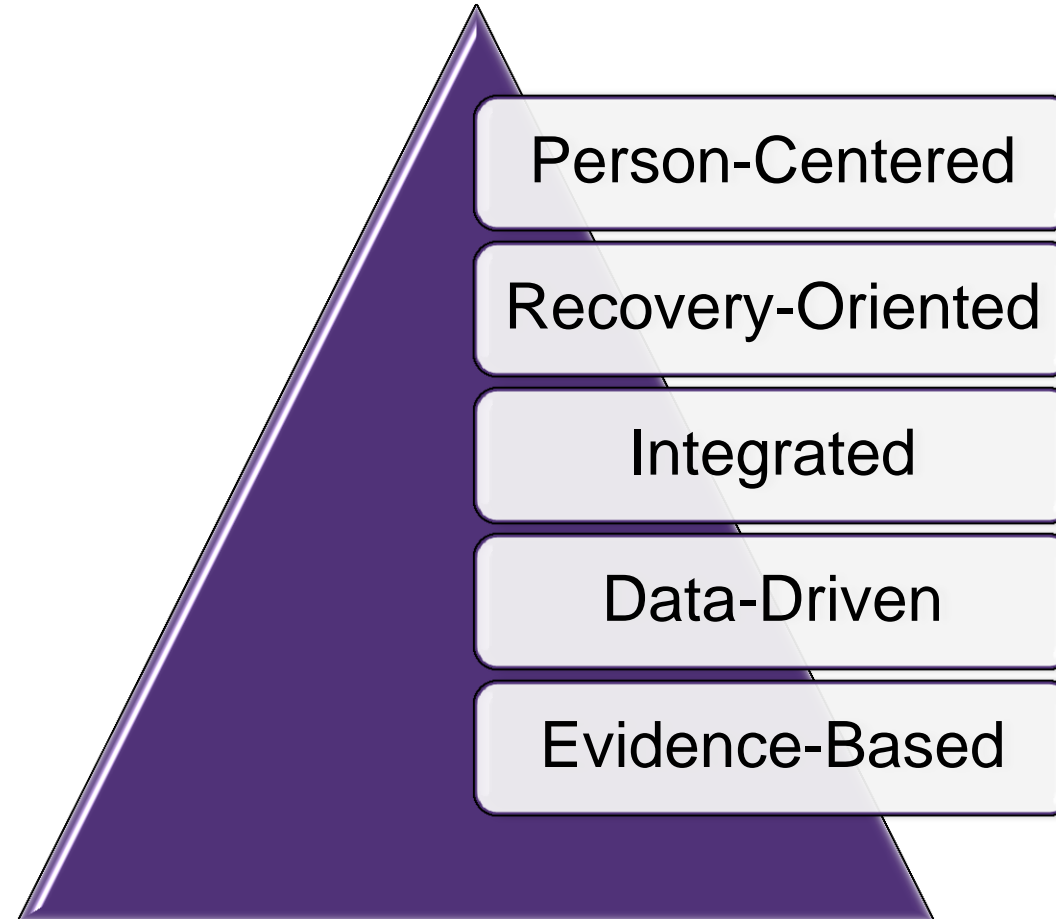 Person-Centered
Recovery-Oriented
Integrated
Data-Driven
Evidence-Based